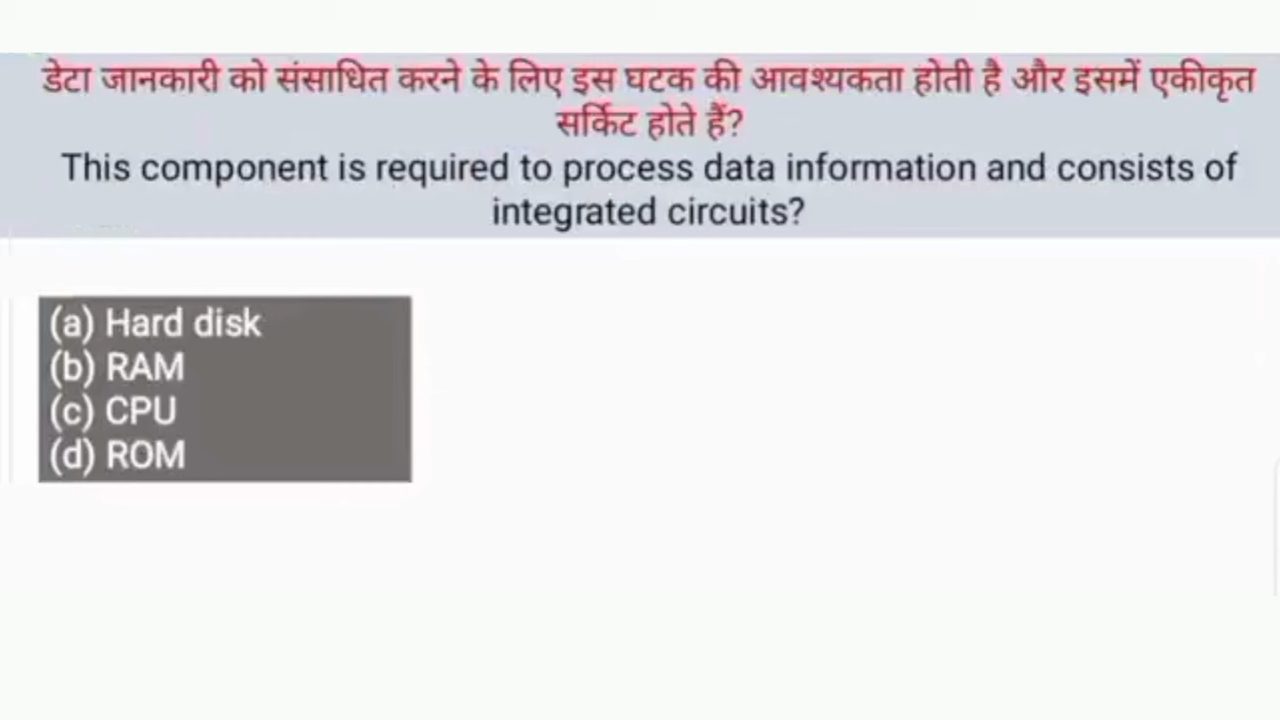 डेटा जानकारी को संसाधित करने के लिए इस घटक की आवश्यकता होती है और इसमें एकीकृत
सर्किट होते हैं?
This component is required to process data information and consists of
integrated circuits?
(a) Hard disk
(b) RAM
(c) CPU
(d) ROM